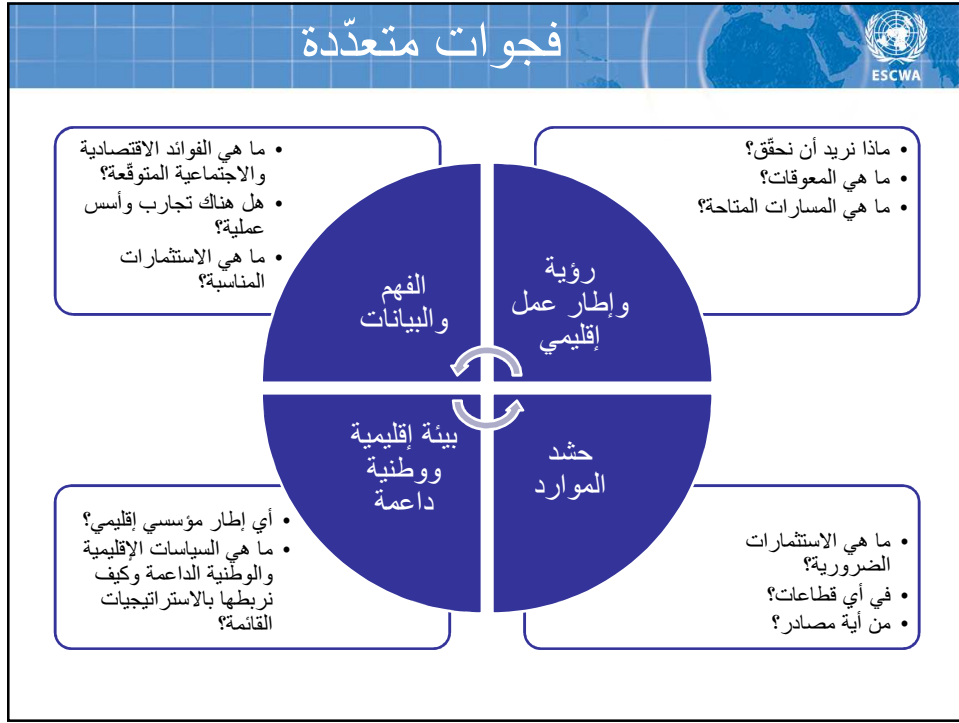 فجوات متعدّدة
ESCWA
• ماذا نريد أن نحقّق؟
• ما هي المعوقات؟
• ما هي المسارات المتاحة؟
• ما هي الفوائد الاقتصادية
والاجتماعية المتوقّعة؟
• هل هناك تجارب وأسس
عملية؟
• ما هي الاستثمارات
المناسبة؟
رؤية
وإطار عمل
إقليمي
الفهم
والبيانات
بيئة إقليمية
ووطنية
داعمة
حشد
الموارد
• أي إطار مؤسسي إقليمي؟
• ما هي السياسات الإقليمية
والوطنية الداعمة وكيف
نربطها بالاستراتيجيات
القائمة؟
• ما هي الاستثمارات
الضرورية؟
• في أي قطاعات؟
• من أية مصادر؟